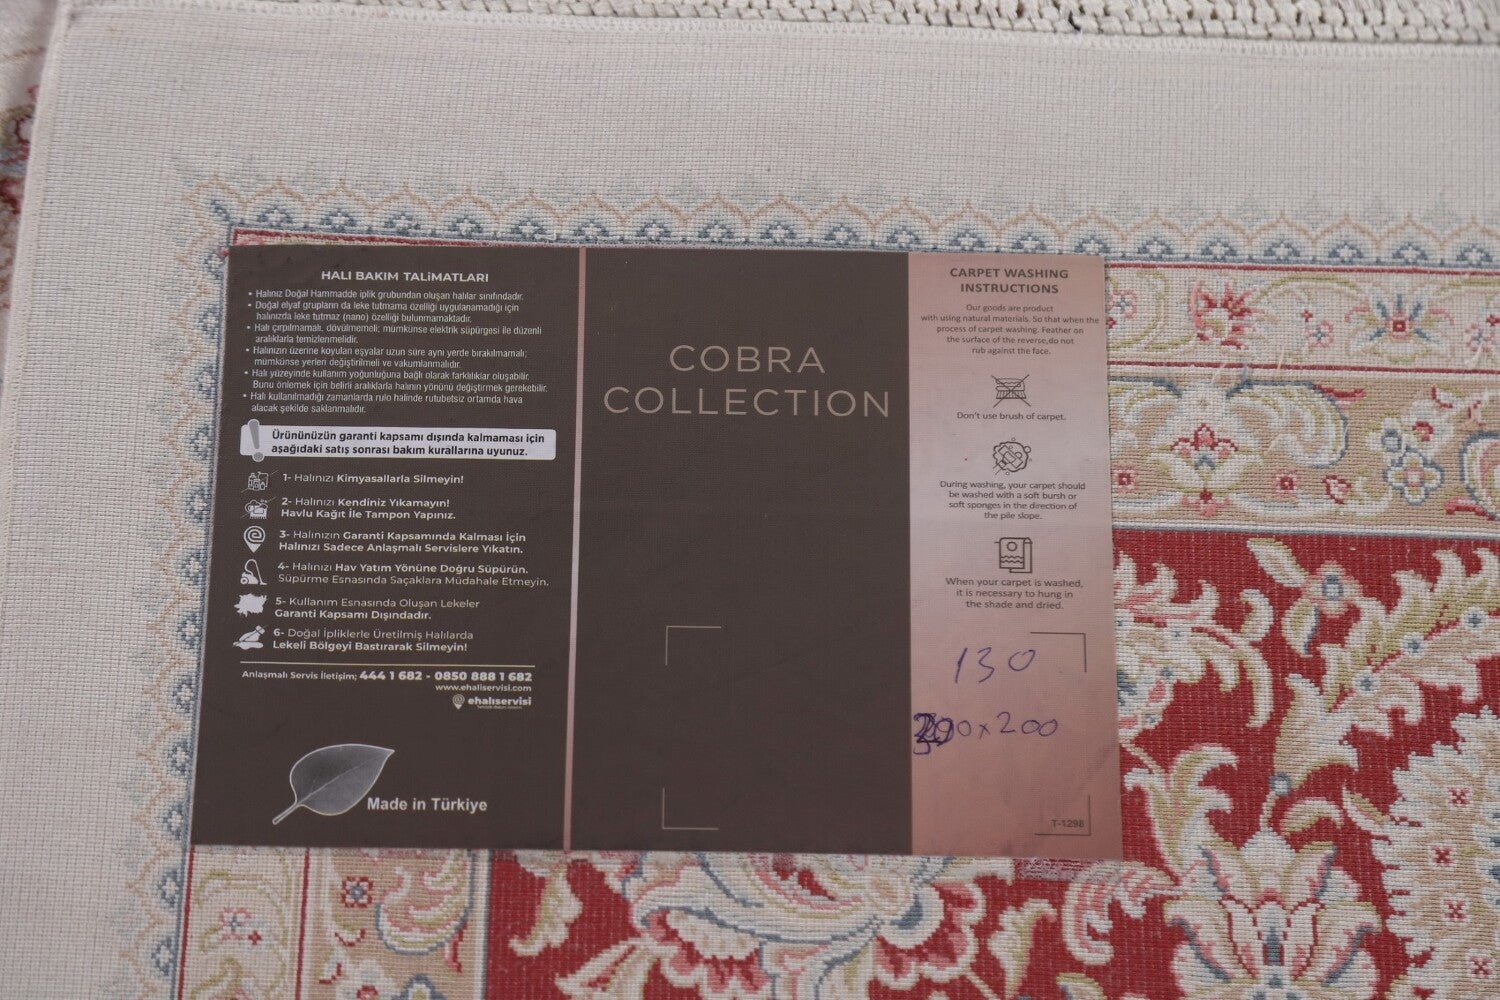 HALI BAKIM TALiMATLARI
• Halınız Doğal Hammadde iplik grubundan oluşan halılar sınıfındadır.
• Doğal elyaf grupların da leke tutmama özelliği uygulanamadığı için
halınızda leke tutmaz (nano) özelliği bulunmamaktadır.
• Halı çırpılmamalı, dövülmemeli; mümkünse elektrik süpürgesi ile düzenli
aralıklarla temizlenmelidir.
• Halınızın üzerine koyulan eşyalar uzun süre aynı yerde bırakılmamalı;
mümkünse yerleri değiştirilmeli ve vakumlanmalıdır.
• Halı yüzeyinde kullanım yoğunluğuna bağlı olarak farklılıklar oluşabilir.
Bunu önlemek için belirli aralıklarla halının yönünü değiştirmek gerekebilir.
• Halı kullanılmadığı zamanlarda rulo halinde rutubetsiz ortamda hava
alacak şekilde saklanmalıdır.
Ürününüzün garanti kapsamı dışında kalmaması için
aşağıdaki satış sonrası bakım kurallarına uyunuz.
1- Halınızı Kimyasallarla Silmeyin!
2- Halınızı Kendiniz Yıkamayın!
Havlu Kağıt İle Tampon Yapınız.
3- Halınızın Garanti Kapsamında Kalması İçin
Halınızı Sadece Anlaşmalı Servislere Yıkatın.
4- Halınızı Hav Yatım Yönüne Doğru Süpürün.
Süpürme Esnasında Saçaklara Müdahale Etmeyin.
5- Kullanım Esnasında Oluşan Lekeler
Garanti Kapsamı Dışındadır.
6- Doğal İpliklerle Üretilmiş Halılarda
Lekeli Bölgeyi Bastırarak Silmeyin!
Anlaşmalı Servis İletişim; 444 1 682 - 0850 888 1 682
www.ehaliservisi.com
ehalıservisi
Made in Türkiye
COBRA
COLLECTION
CARPET WASHING
INSTRUCTIONS
Our goods are product
with using natural materials. So that when the
process of carpet washing. Feather on
the surface of the reverse,do not
rub against the face.
Don't use brush of carpet.
During washing, your carpet should
be washed with a soft bursh or
soft sponges in the direction of
the pile slope.
When your carpet is washed,
it is necessary to hung in
the shade and dried.
130
x 200
T-1298